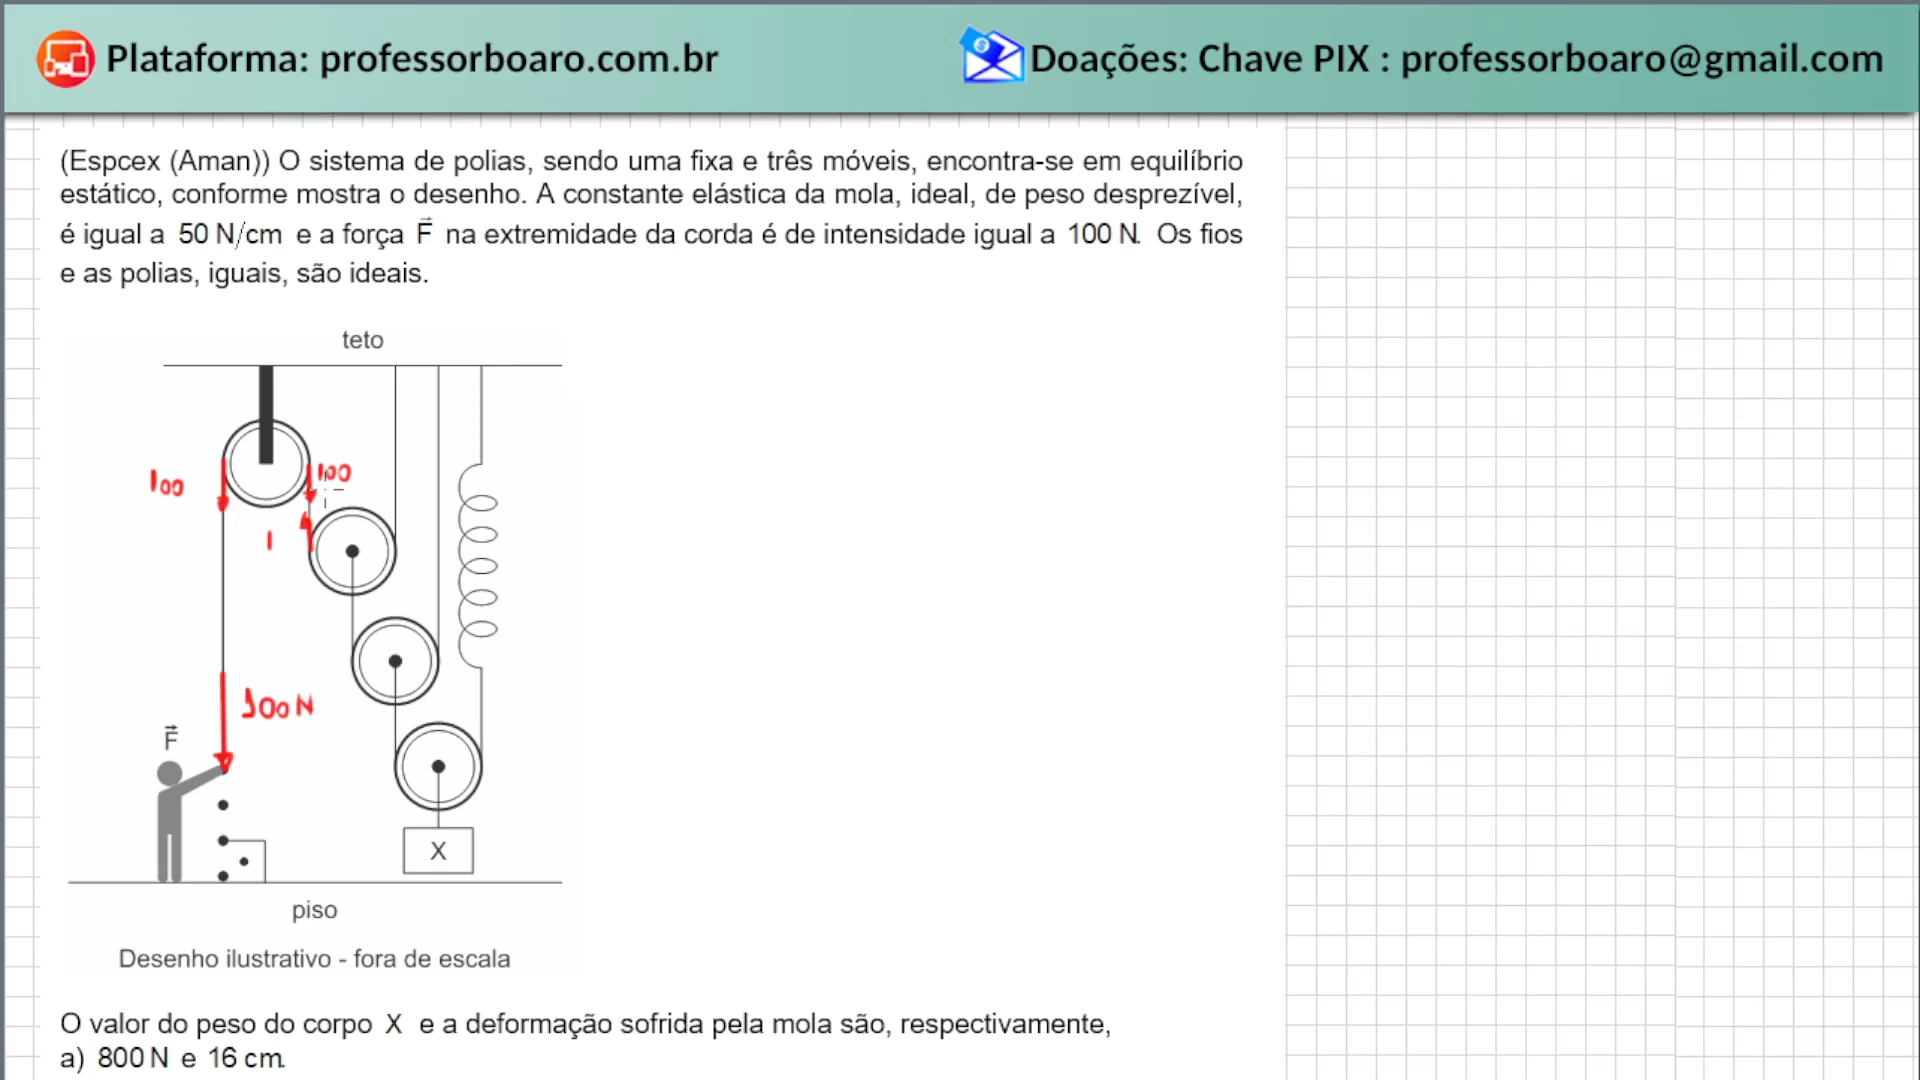 Plataforma: professorboaro.com.br
Doações: Chave PIX : professorboaro@gmail.com
(Espcex (Aman)) O sistema de polias, sendo uma fixa e três móveis, encontra-se em equilíbrio
estático, conforme mostra o desenho. A constante elástica da mola, ideal, de peso desprezível,
é igual a 50 N/cm e a força F⃗ na extremidade da corda é de intensidade igual a 100 N. Os fios
e as polias, iguais, são ideais.
teto
100
100
1
100 N
F⃗
X
piso
Desenho ilustrativo - fora de escala
O valor do peso do corpo X e a deformação sofrida pela mola são, respectivamente,
a) 800 N e 16 cm.